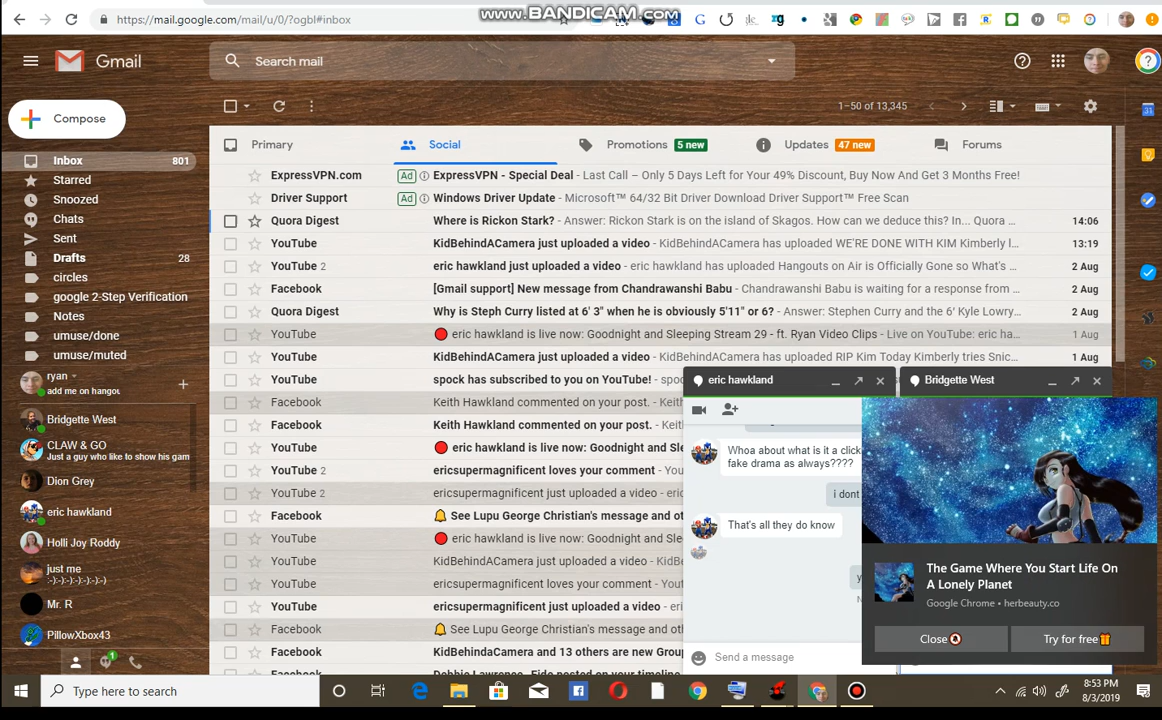 https://mail.google.com/mail/u/0/?ogbl#inbox
www.BANDICAM.com
Gmail
Search mail
Compose
1–50 of 13,345
Inbox 801
Starred
Snoozed
Chats
Sent
Drafts 28
circles
google 2-Step Verification
Notes
umuse/done
umuse/muted
ryan
add me on hangou
Bridgette West
CLAW & GO
Just a guy who like to show his gam
Dion Grey
eric hawkland
Holli Joy Roddy
just me
:-):-):-):-):-):-)
Mr. R
PillowXbox43
1
Primary Social Promotions 5 new Updates 47 new Forums
ExpressVPN.com Ad ExpressVPN - Special Deal - Last Call – Only 5 Days Left for Your 49% Discount, Buy Now And Get 3 Months Free!
Driver Support Ad Windows Driver Update - Microsoft™ 64/32 Bit Driver Download Driver Support™ Free Scan
Quora Digest Where is Rickon Stark? - Answer: Rickon Stark is on the island of Skagos. How can we deduce this? In... Quora ... 14:06
YouTube KidBehindACamera just uploaded a video - KidBehindACamera has uploaded WE'RE DONE WITH KIM Kimberly l... 13:19
YouTube 2 eric hawkland just uploaded a video - eric hawkland has uploaded Hangouts on Air is Officially Gone so What's ... 2 Aug
Facebook [Gmail support] New message from Chandrawanshi Babu - Chandrawanshi Babu is waiting for a response from ... 2 Aug
Quora Digest Why is Steph Curry listed at 6' 3" when he is obviously 5'11" or 6? - Answer: Stephen Curry and the 6' Kyle Lowry... 2 Aug
YouTube eric hawkland is live now: Goodnight and Sleeping Stream 29 - ft. Ryan Video Clips - Live on YouTube: eric ha... 1 Aug
YouTube KidBehindACamera just uploaded a video - KidBehindACamera has uploaded RIP Kim Today Kimberly tries Snic... 1 Aug
YouTube spock has subscribed to you on YouTube! - spoc
Facebook Keith Hawkland commented on your post. - Keit
Facebook Keith Hawkland commented on your post. - Keit
YouTube eric hawkland is live now: Goodnight and Sle
YouTube 2 ericsupermagnificent loves your comment - You
YouTube 2 ericsupermagnificent just uploaded a video - eric
Facebook See Lupu George Christian's message and ot
Facebook eric hawkland is live now: Goodnight and Sle
YouTube KidBehindACamera just uploaded a video - KidBe
YouTube ericsupermagnificent loves your comment - You
YouTube ericsupermagnificent just uploaded a video - eric
Facebook See Lupu George Christian's message and oth
Facebook Keith Hawkland and 13 others are new Group
Facebook
eric hawkland
Whoa about what is it a click
fake drama as always????
i dont
That's all they do know
y
Send a message
Bridgette West
The Game Where You Start Life On
A Lonely Planet
Google Chrome • herbeauty.co
Close
Try for free
Type here to search
8:53 PM
8/3/2019